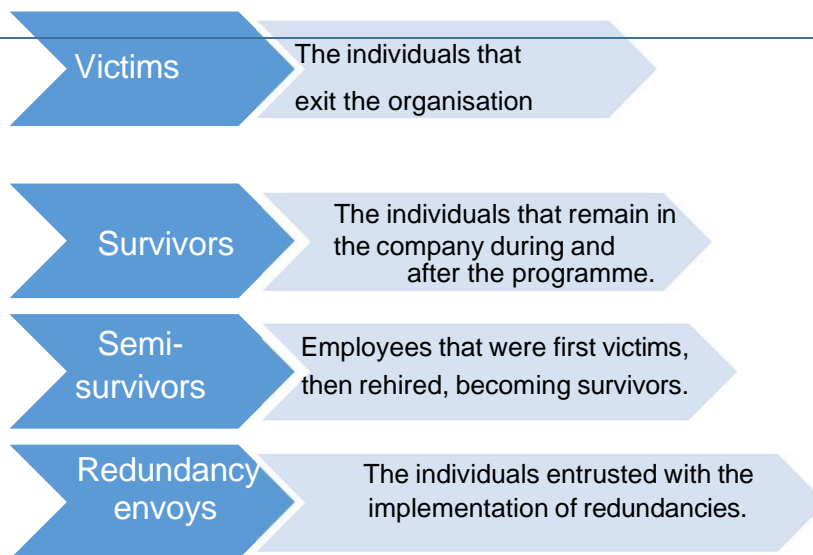 Victims
The individuals that
exit the organisation
Survivors
The individuals that remain in
the company during and
after the programme.
Semi-
survivors
Employees that were first victims,
then rehired, becoming survivors.
Redundancy
envoys
The individuals entrusted with the
implementation of redundancies.